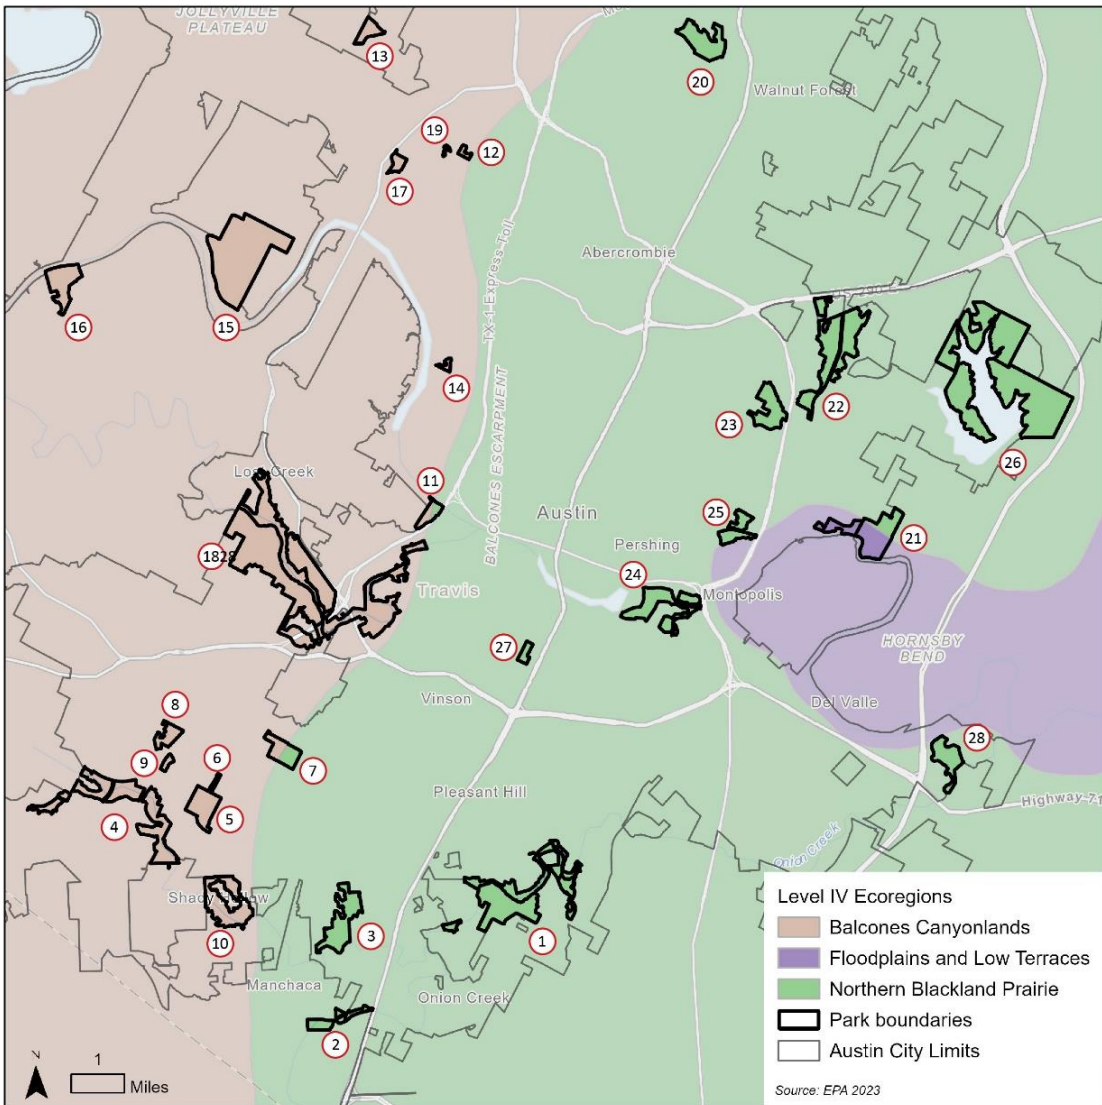 JOLLYVILLE
PLATEAU
13
20
Walnut Forest
19
12
17
Abercrombie
TX-1 Express Toll
16
15
14
22
23
26
Lost Creek
11
BALCONES ESCARPMENT
Austin
25
Pershing
21
1828
24
Travis
Montopolis
HORNSBY
BEND
27
Vinson
Del Valle
8
28
9
6
7
Pleasant Hill
5
4
Highway 71
Onion Creek
Shady Hollow
10
3
1
Manchaca
Onion Creek
2
Level IV Ecoregions
Balcones Canyonlands
Floodplains and Low Terraces
Northern Blackland Prairie
Park boundaries
Austin City Limits
Source: EPA 2023
N
1
Miles